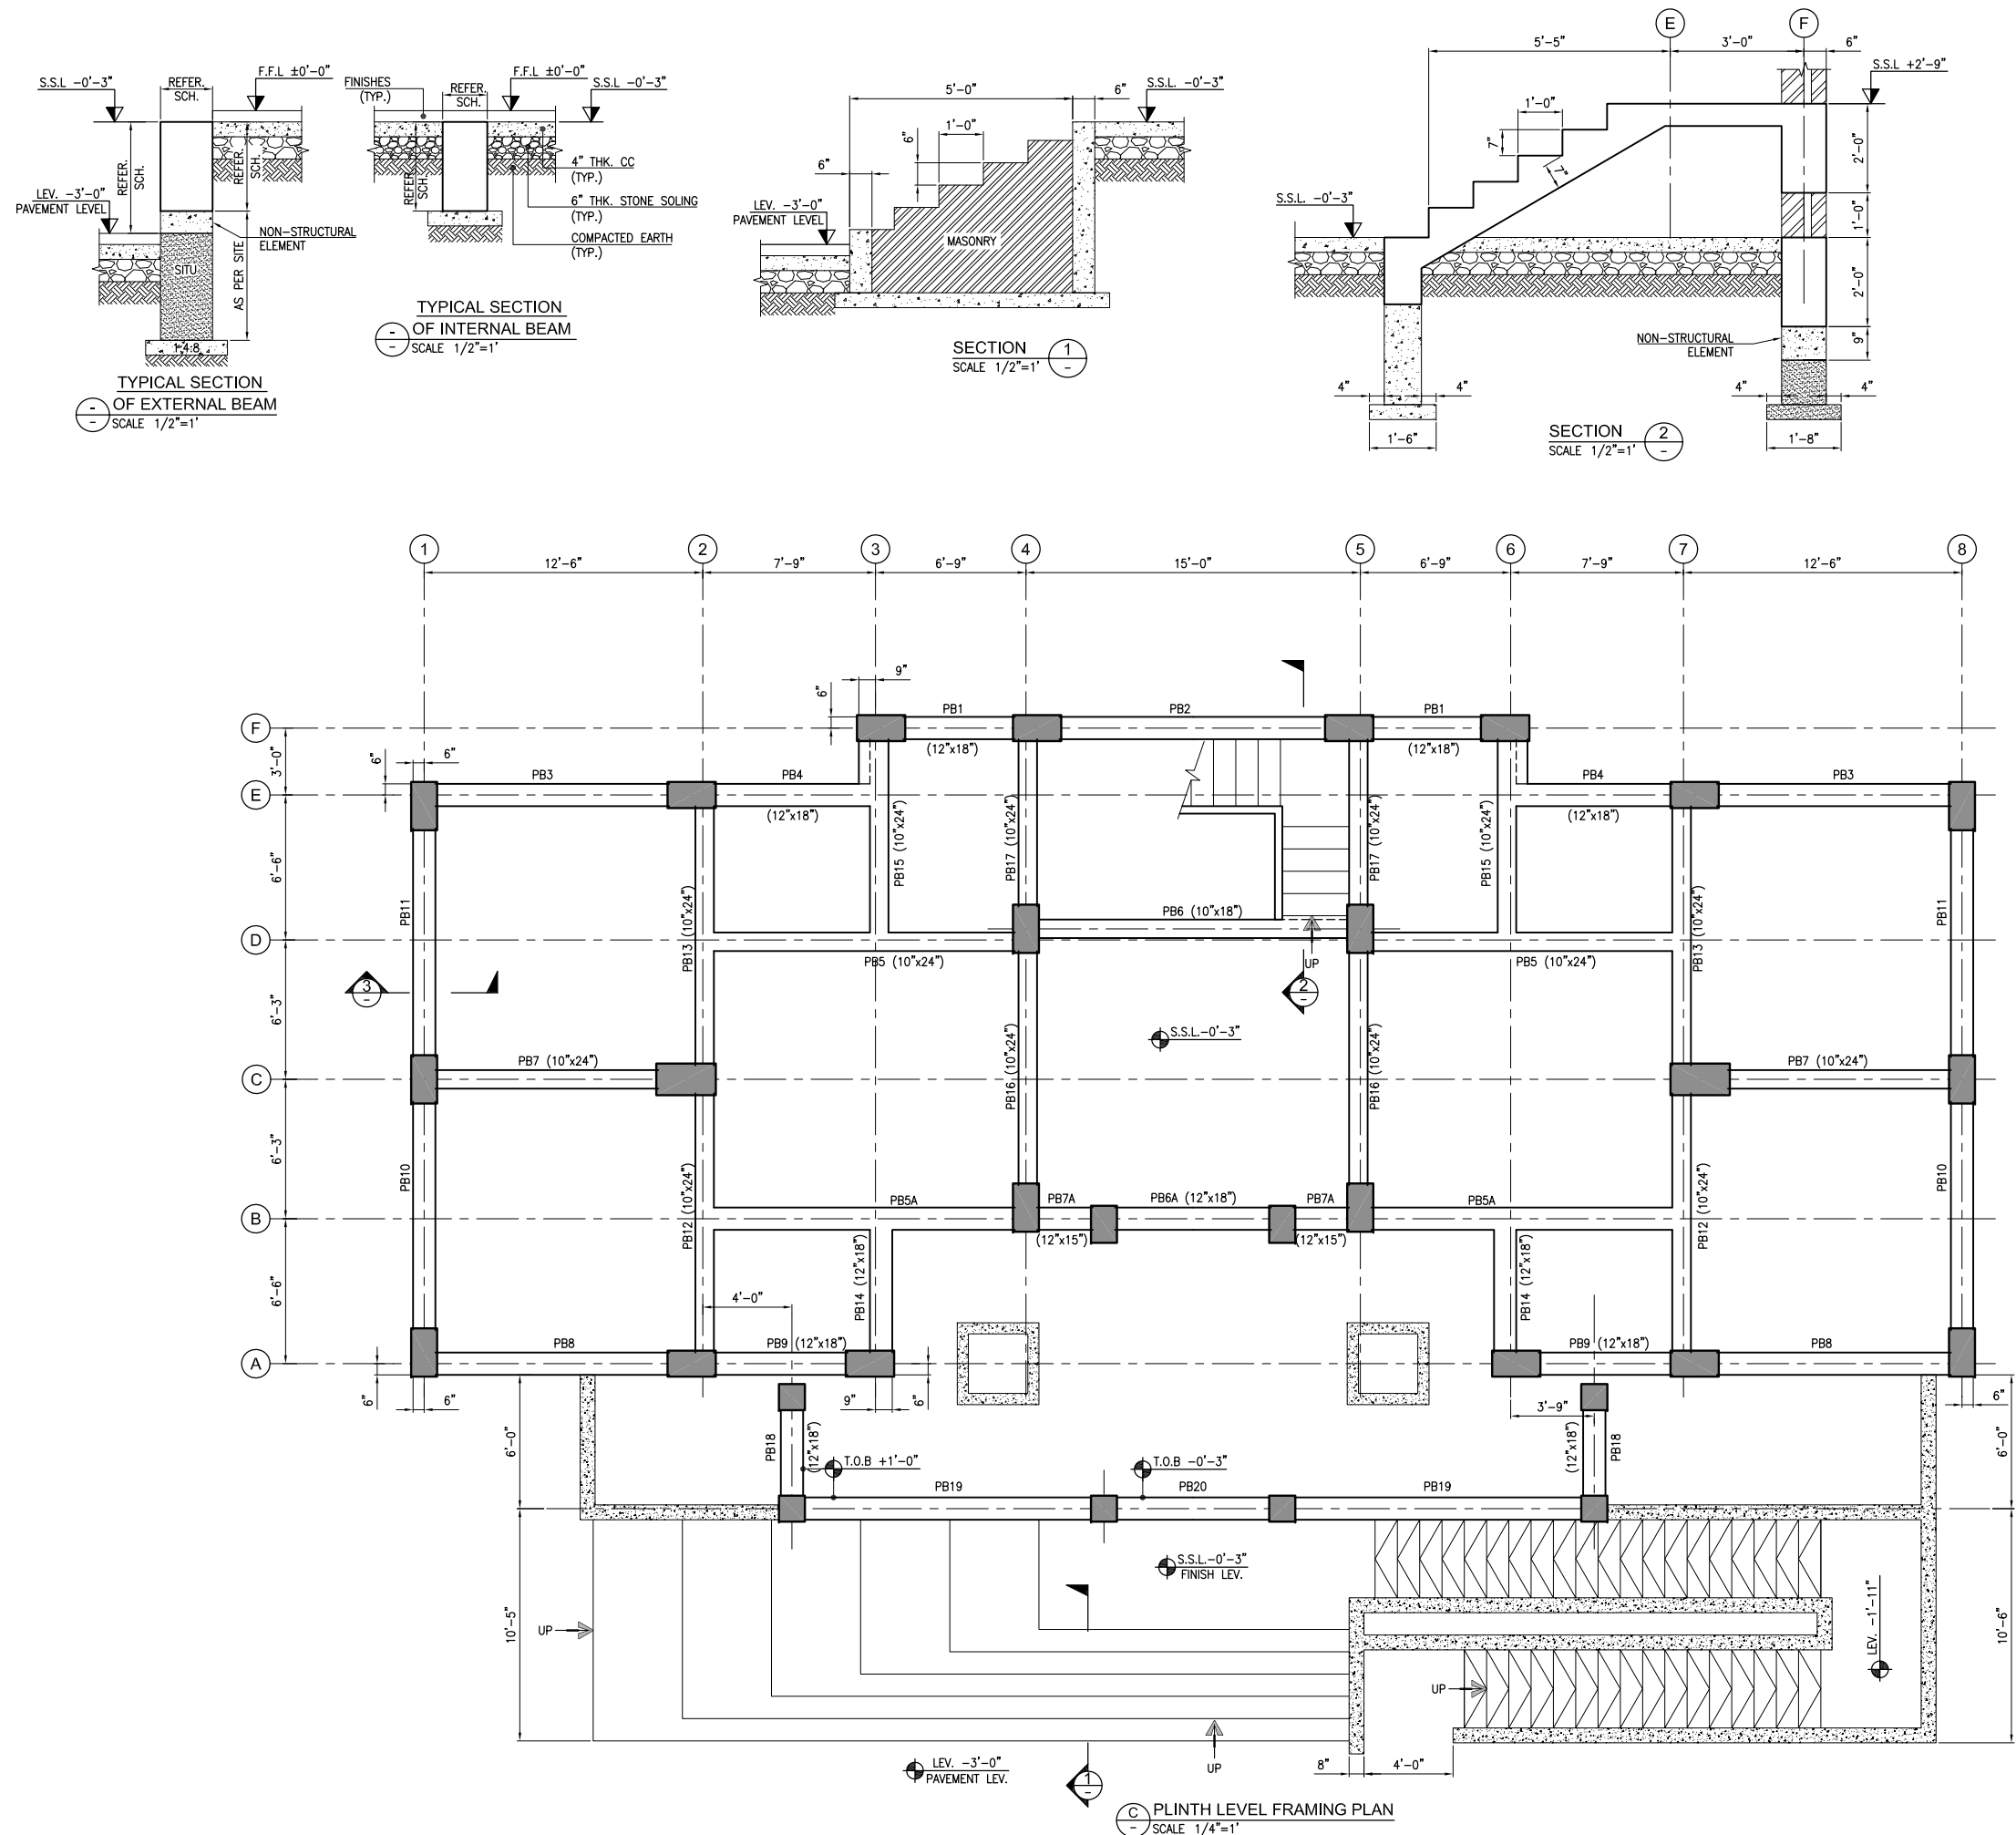 S.S.L -0'-3"
REFER.
SCH.
F.F.L ±0'-0"
REFER.
SCH.
REFER.
SCH.
LEV. -3'-0"
PAVEMENT LEVEL
NON-STRUCTURAL
ELEMENT
SITU
AS PER SITE
1:4:8
TYPICAL SECTION
OF EXTERNAL BEAM
SCALE 1/2"=1'
-
-
FINISHES
(TYP.)
REFER.
SCH.
F.F.L ±0'-0"
S.S.L -0'-3"
REFER.
SCH.
4" THK. CC
(TYP.)
6" THK. STONE SOLING
(TYP.)
COMPACTED EARTH
(TYP.)
TYPICAL SECTION
OF INTERNAL BEAM
SCALE 1/2"=1'
-
-
5'-0"
6"
S.S.L. -0'-3"
1'-0"
6"
6"
LEV. -3'-0"
PAVEMENT LEVEL
MASONRY
SECTION
SCALE 1/2"=1'
1
-
E
F
5'-5"
3'-0"
6"
S.S.L +2'-9"
1'-0"
7"
7"
2'-0"
S.S.L. -0'-3"
1'-0"
2'-0"
NON-STRUCTURAL
ELEMENT
9"
4"
4"
4"
4"
1'-6"
1'-8"
SECTION
SCALE 1/2"=1'
2
-
1
2
3
4
5
6
7
8
12'-6"
7'-9"
6'-9"
15'-0"
6'-9"
7'-9"
12'-6"
9"
6"
F
PB1
PB2
PB1
(12"x18")
(12"x18")
3'-0"
6"
6"
E
PB3
PB4
PB4
PB3
(12"x18")
(12"x18")
6'-6"
PB11
PB13 (10"x24")
PB15 (10"x24")
PB17 (10"x24")
PB17 (10"x24")
PB15 (10"x24")
PB13 (10"x24")
PB11
PB6 (10"x18")
D
PB5 (10"x24")
UP
PB5 (10"x24")
6'-3"
3
-
2
-
S.S.L.-0'-3"
PB16 (10"x24")
PB16 (10"x24")
C
PB7 (10"x24")
PB7 (10"x24")
6'-3"
PB10
PB12 (10"x24")
PB12 (10"x24")
PB10
B
PB5A
PB7A
PB6A (12"x18")
PB7A
PB5A
(12"x15")
(12"x15")
6'-6"
4'-0"
PB14 (12"x18")
PB14 (12"x18")
A
PB8
PB9 (12"x18")
PB9 (12"x18")
PB8
6"
6"
9"
6"
3'-9"
6"
6'-0"
PB18
(12"x18")
T.O.B +1'-0"
T.O.B -0'-3"
(12"x18")
PB18
6'-0"
PB19
PB20
PB19
S.S.L.-0'-3"
FINISH LEV.
10'-5"
UP
LEV. -1'-11"
10'-6"
UP
UP
LEV. -3'-0"
PAVEMENT LEV.
1
-
8"
4'-0"
C
-
PLINTH LEVEL FRAMING PLAN
SCALE 1/4"=1'